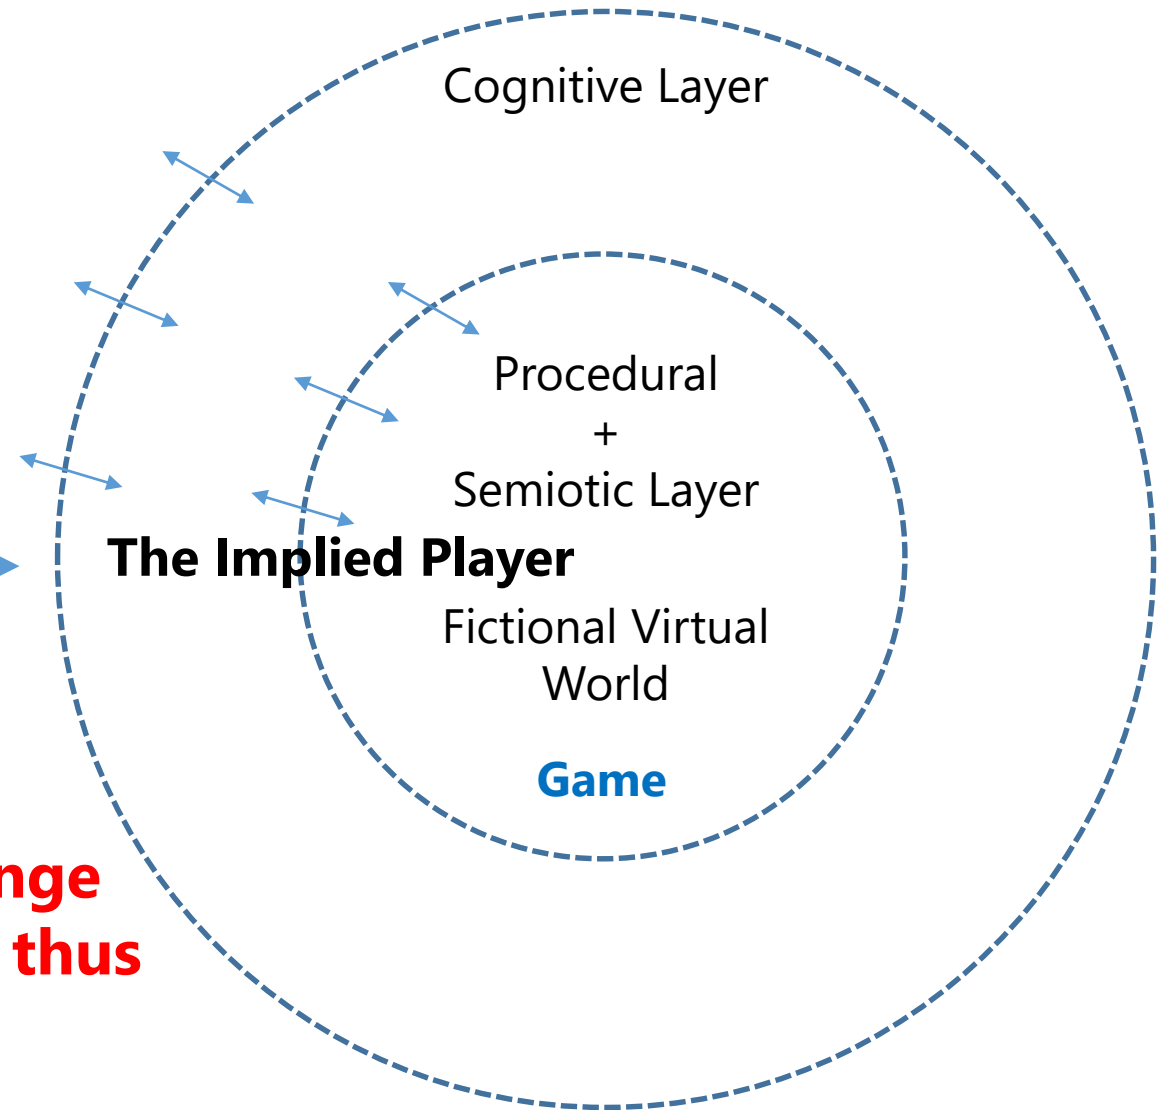 Cognitive Layer
Procedural
+
Semiotic Layer
The Implied Player
Fictional Virtual
World
Game
nge
thus